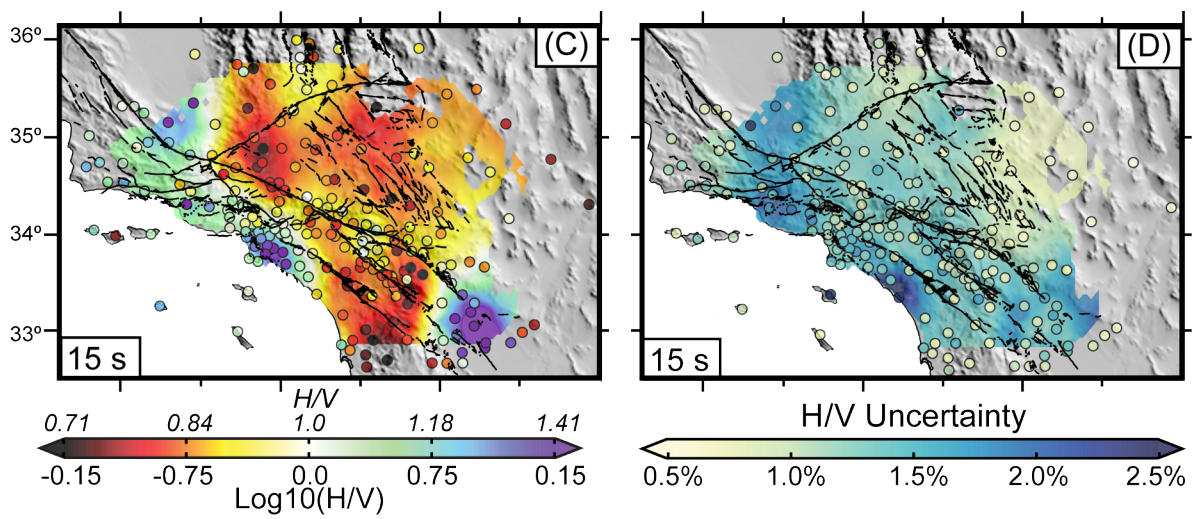 (C)
(D)
36°
35°
34°
33°
15 s
15 s
H/V
0.71 0.84 1.0 1.18 1.41
-0.15 -0.75 0.0 0.75 0.15
Log10(H/V)
H/V Uncertainty
0.5% 1.0% 1.5% 2.0% 2.5%